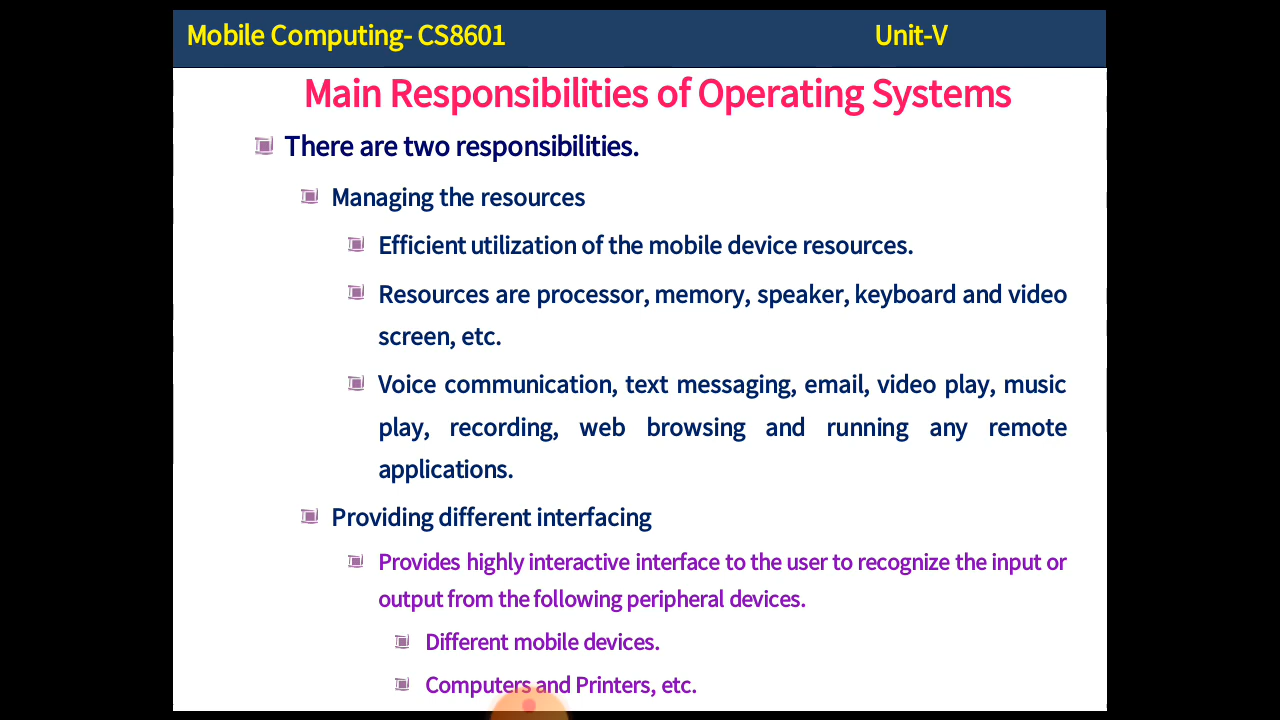 Mobile Computing- CS8601 Unit-V
Main Responsibilities of Operating Systems
There are two responsibilities.
Managing the resources
Efficient utilization of the mobile device resources.
Resources are processor, memory, speaker, keyboard and video
screen, etc.
Voice communication, text messaging, email, video play, music
play, recording, web browsing and running any remote
applications.
Providing different interfacing
Provides highly interactive interface to the user to recognize the input or
output from the following peripheral devices.
Different mobile devices.
Computers and Printers, etc.